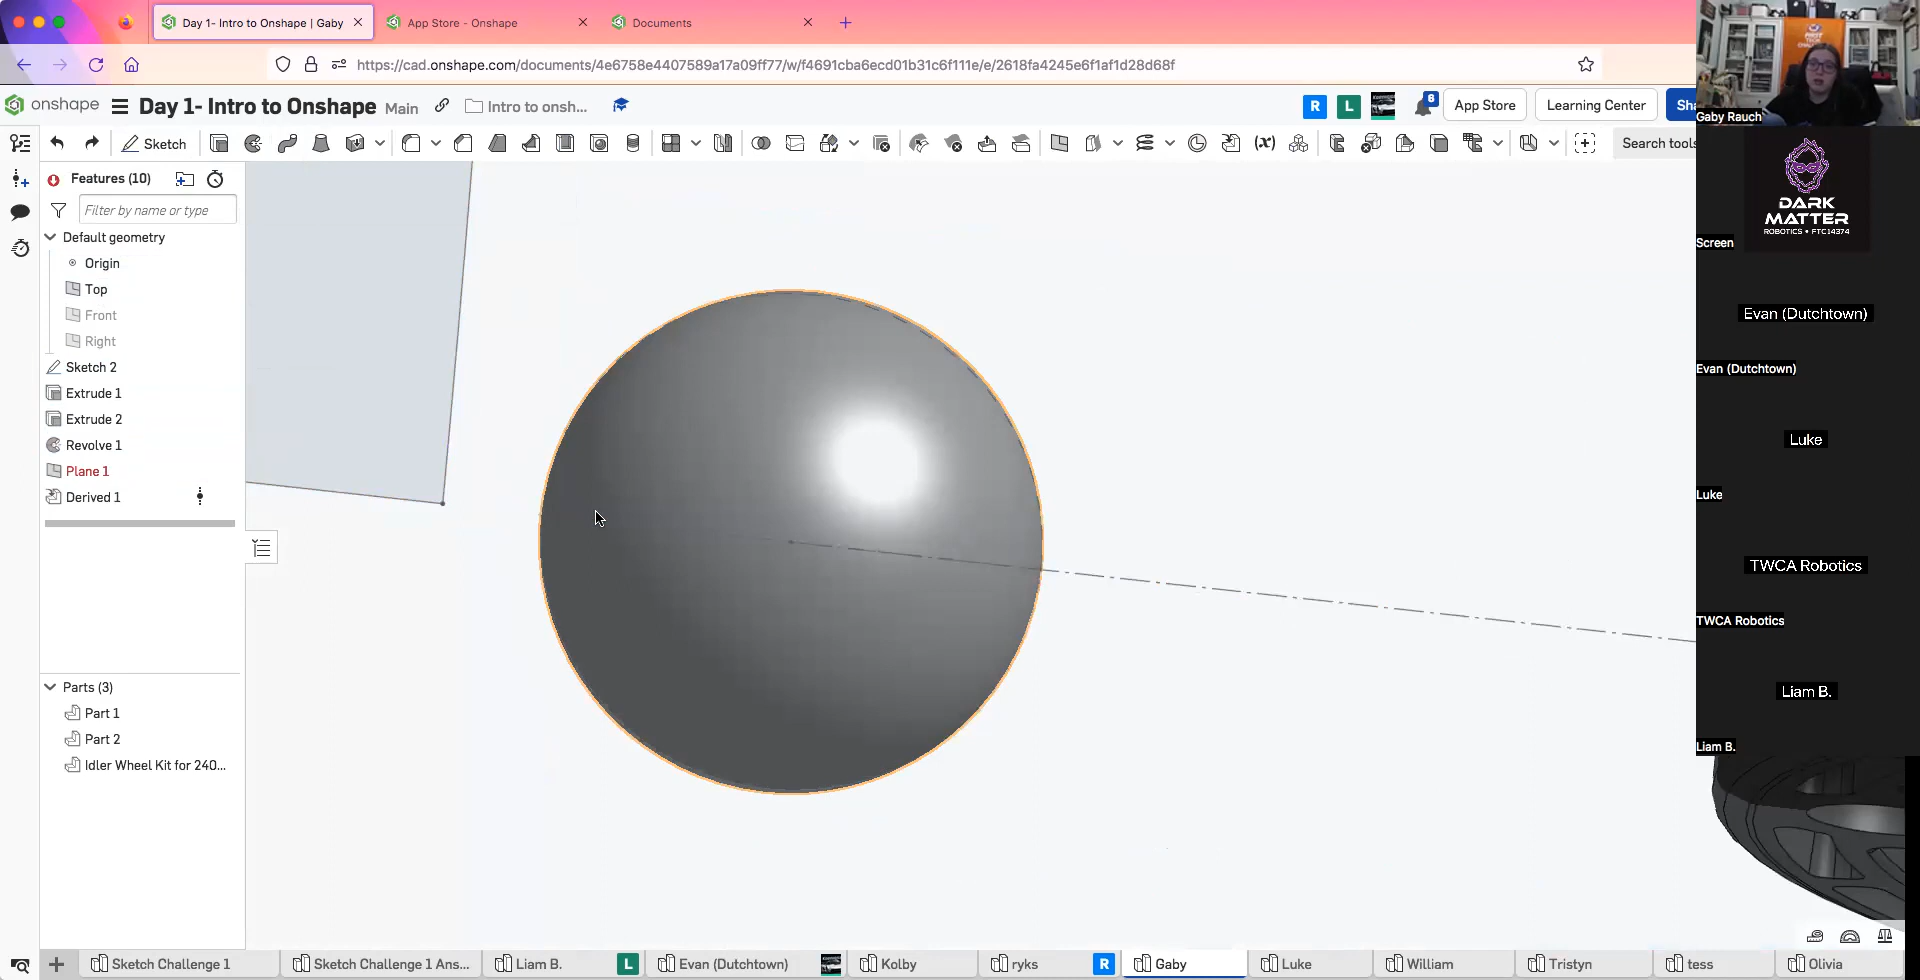 Day 1- Intro to Onshape | Gaby
App Store - Onshape
Documents
https://cad.onshape.com/documents/4e6758e4407589a17a09ff77/w/f4691cba6ecd01b31c6f111e/e/2618fa4245e6f1af1d28d68f
onshape
Day 1- Intro to Onshape Main
Intro to onsh...
R
L
6
App Store
Learning Center
Sh
Sketch
(x)
Search tools
Features (10)
Filter by name or type
Default geometry
Origin
Top
Front
Right
Sketch 2
Extrude 1
Extrude 2
Revolve 1
Plane 1
Derived 1
Parts (3)
Part 1
Part 2
Idler Wheel Kit for 240...
Gaby Rauch
DARK
MATTER
ROBOTICS • FTC14374
Screen
Evan (Dutchtown)
Evan (Dutchtown)
Luke
Luke
TWCA Robotics
TWCA Robotics
Liam B.
Liam B.
Sketch Challenge 1
Sketch Challenge 1 Ans...
Liam B.
L
Evan (Dutchtown)
Kolby
ryks
R
Gaby
Luke
William
Tristyn
tess
Olivia